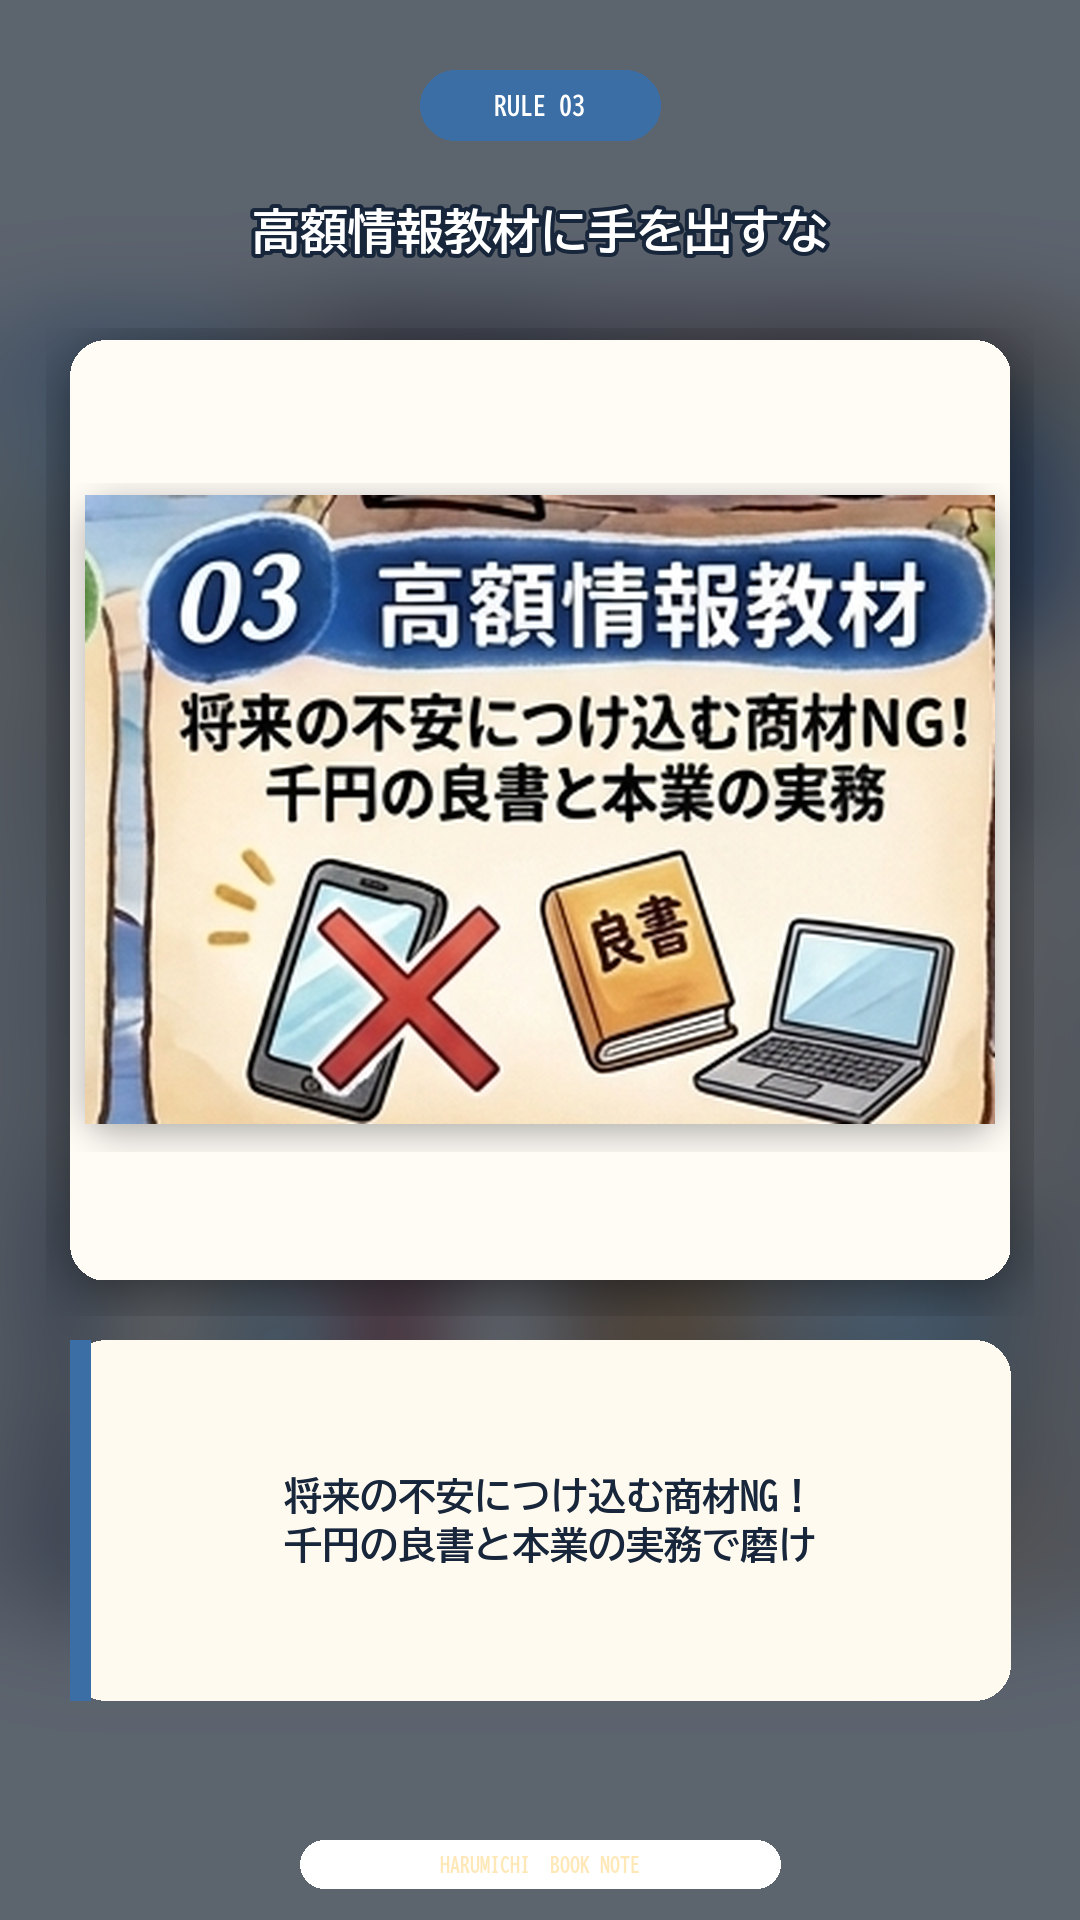 RULE 03
高額情報教材に手を出すな
03 高額情報教材
将来の不安につけ込む商材NG!
千円の良書と本業の実務
良書
将来の不安につけ込む商材NG！
千円の良書と本業の実務で磨け
HARUMICHI BOOK NOTE